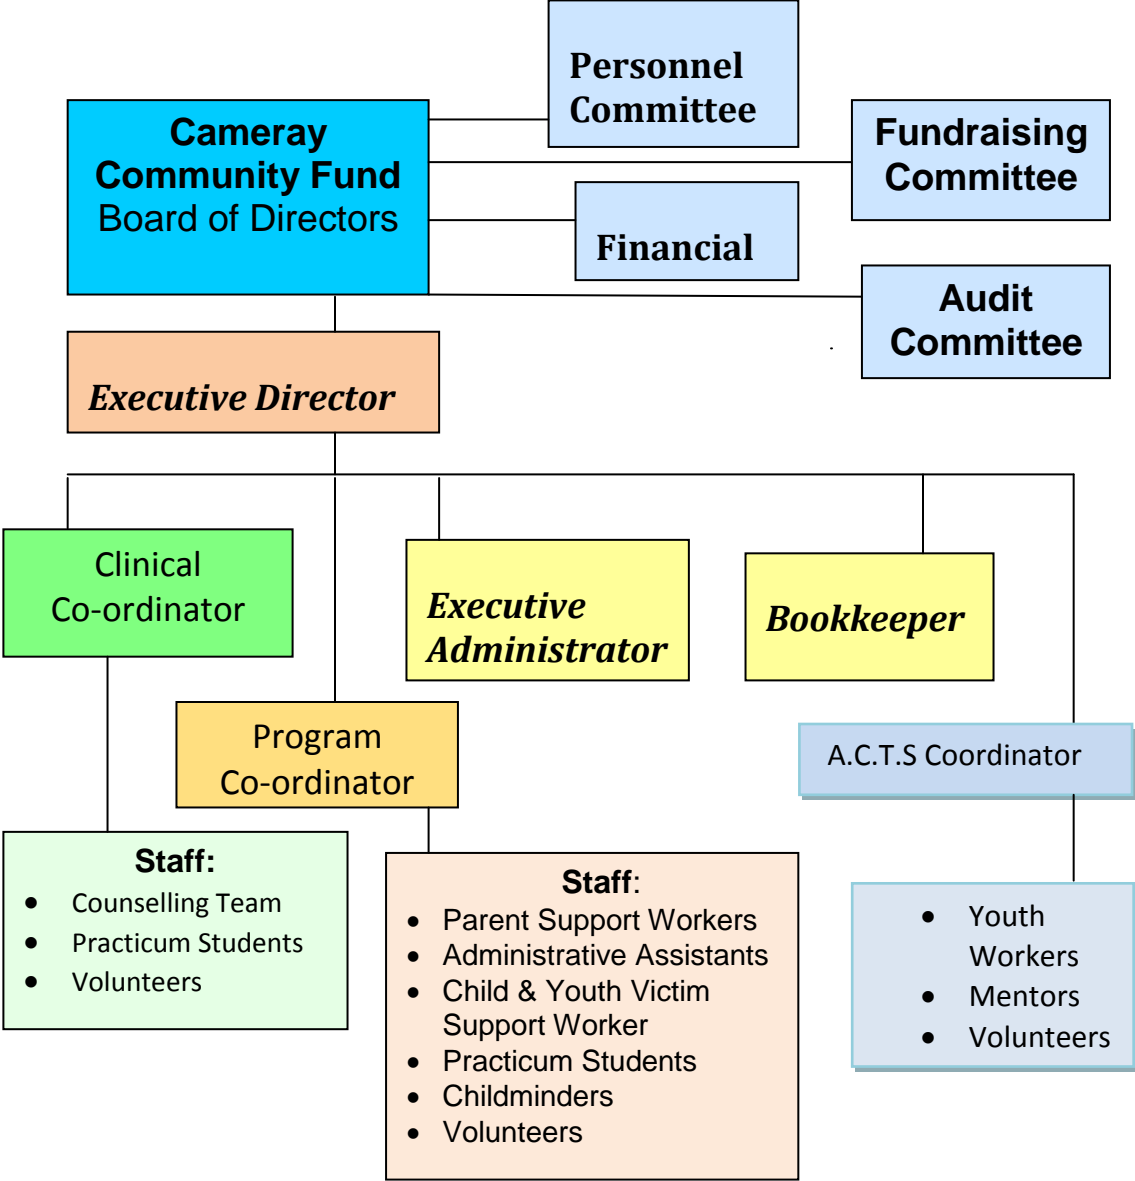 Personnel
Committee
Cameray
Community Fund
Board of Directors
Fundraising
Committee
Financial
Audit
Committee
Executive Director
Clinical
Co-ordinator
Executive
Administrator
Bookkeeper
Program
Co-ordinator
A.C.T.S Coordinator
Staff:
• Counselling Team
• Practicum Students
• Volunteers
Staff:
• Parent Support Workers
• Administrative Assistants
• Child & Youth Victim
Support Worker
• Practicum Students
• Childminders
• Volunteers
• Youth
Workers
• Mentors
• Volunteers